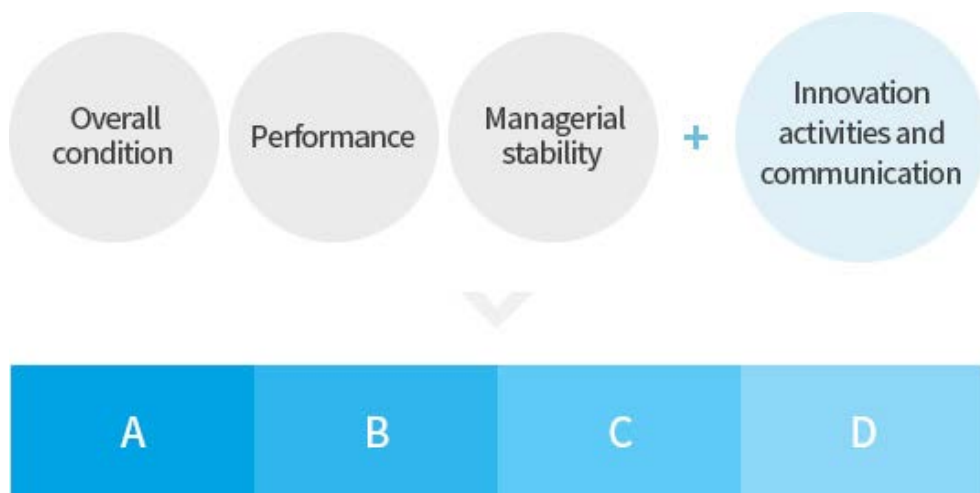 Overall
condition
Performance
Managerial
stability
+
Innovation
activities and
communication
A
B
C
D